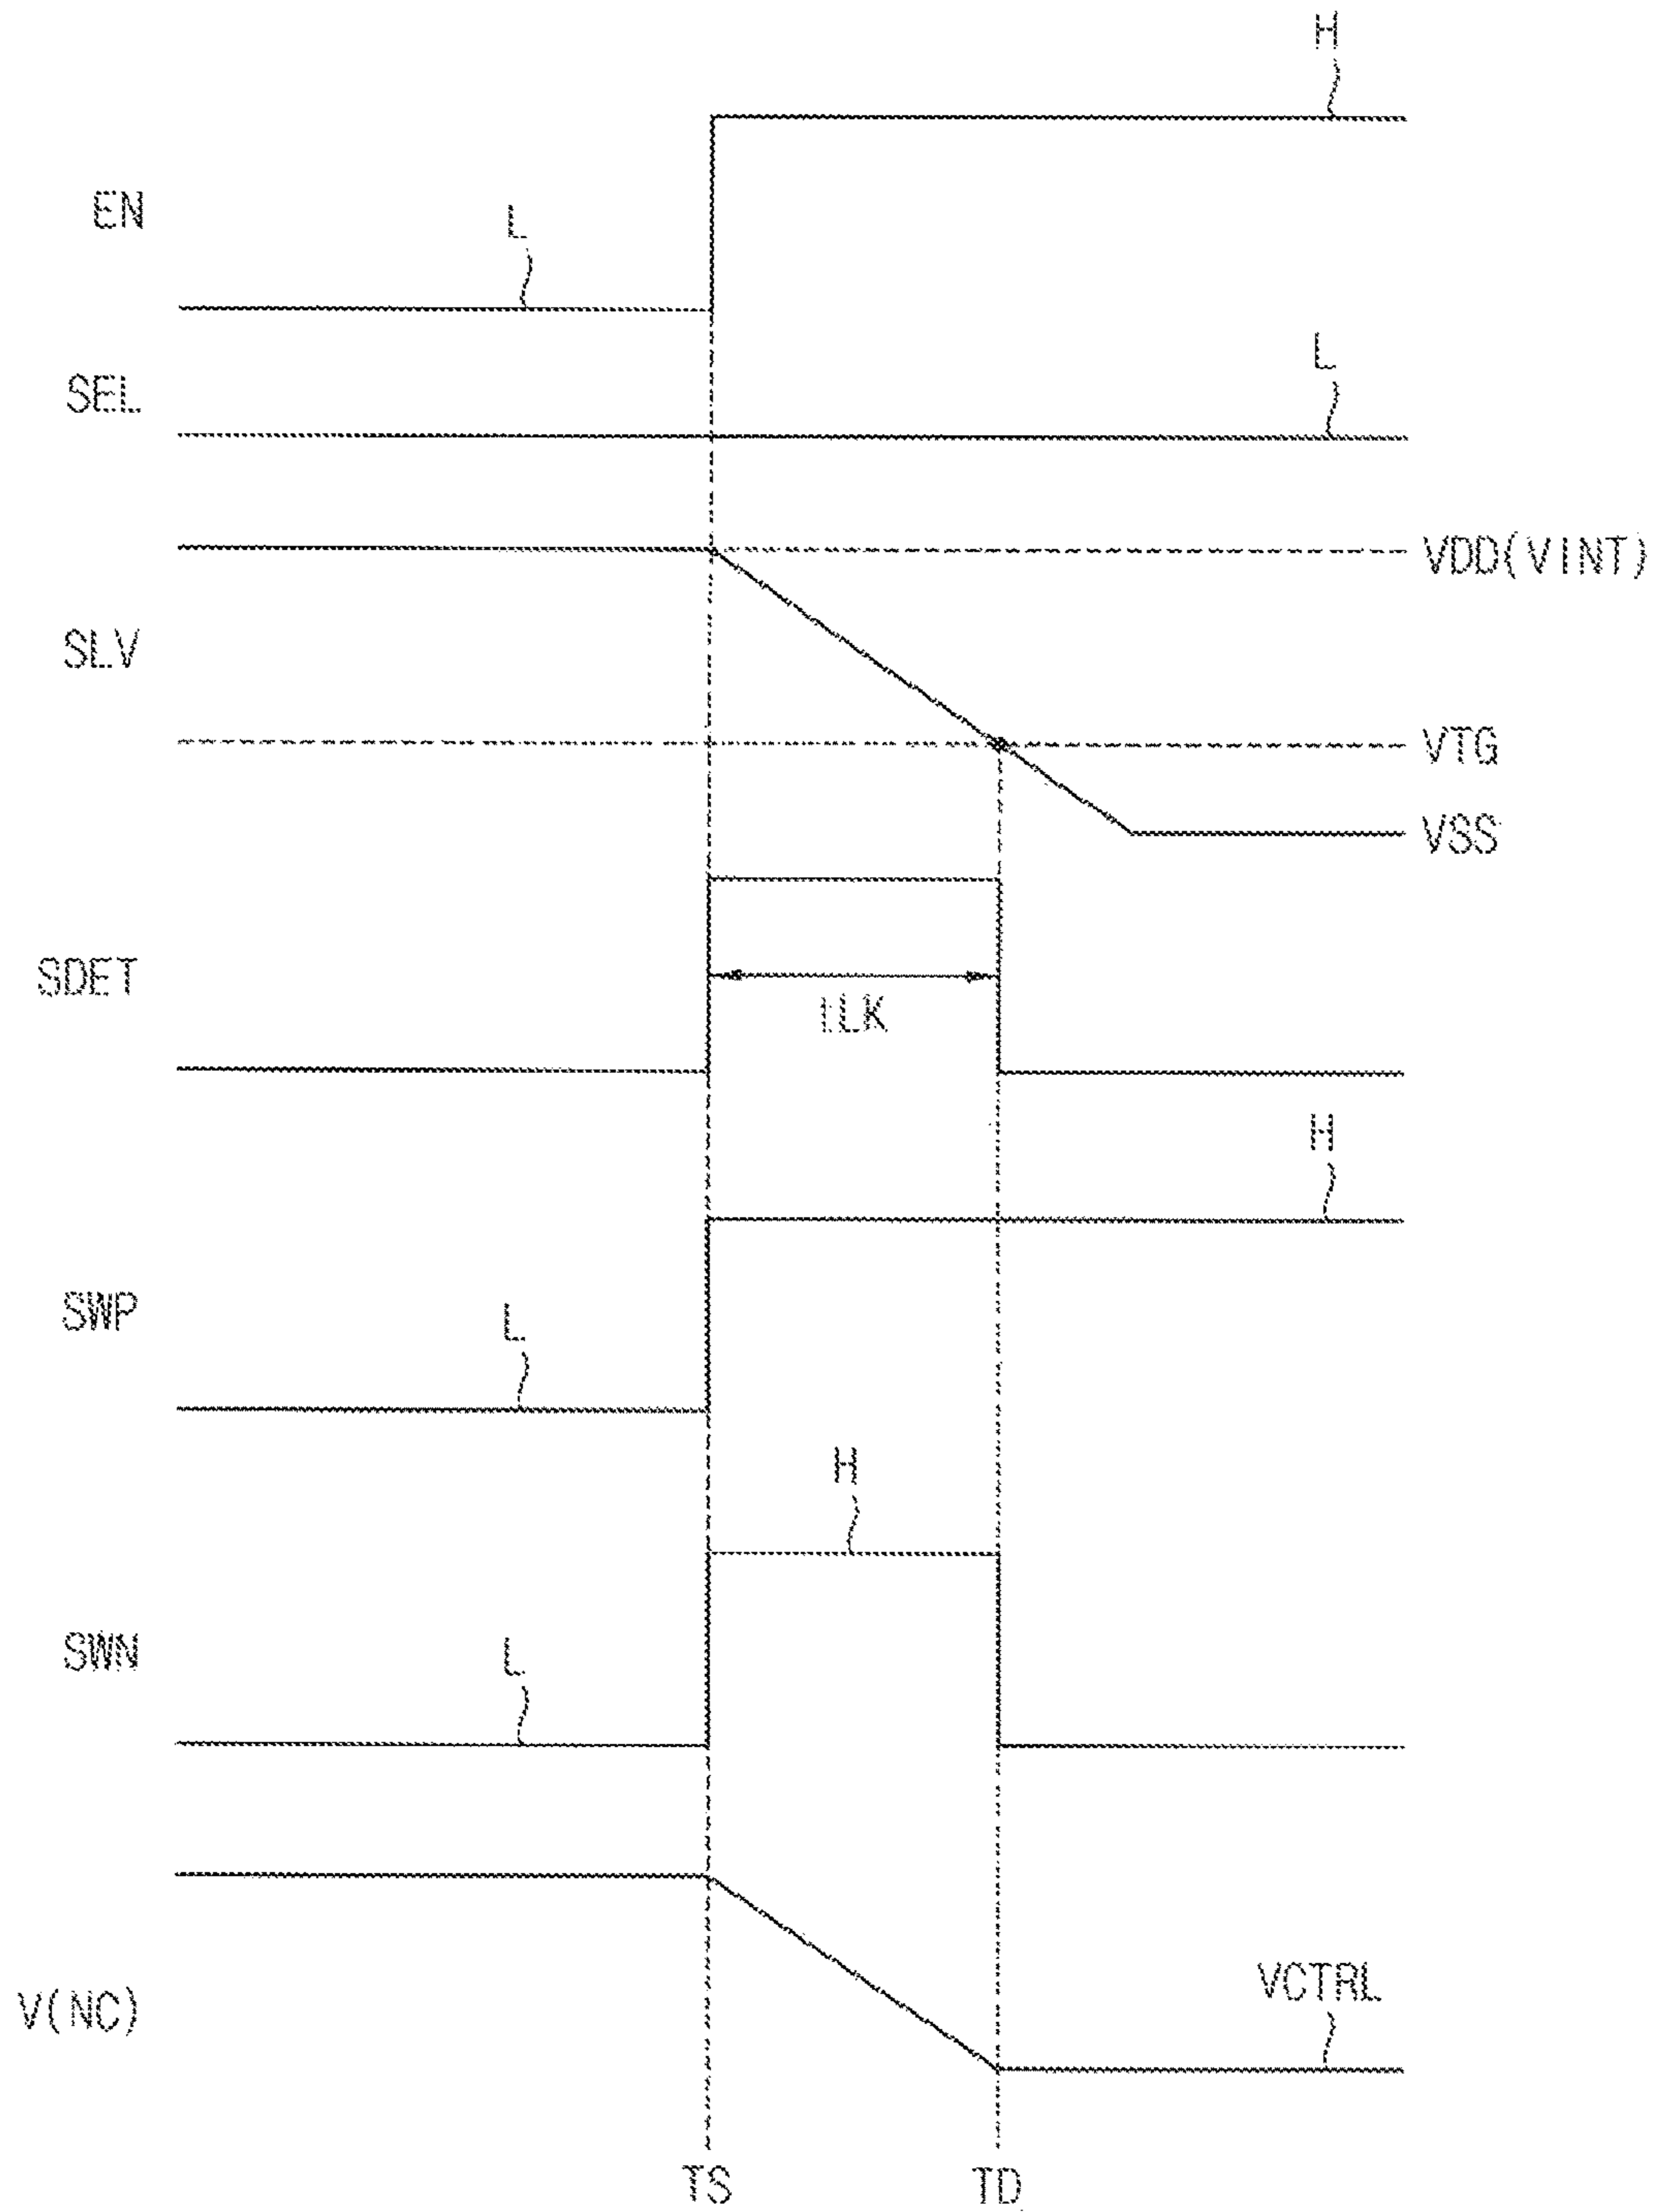 H
EN
L
SEL
L
VDD(VINT)
SLV
VTG
VSS
SDET
tLK
H
SWP
L
H
SWN
L
V(NC)
VCTRL
TS
TD